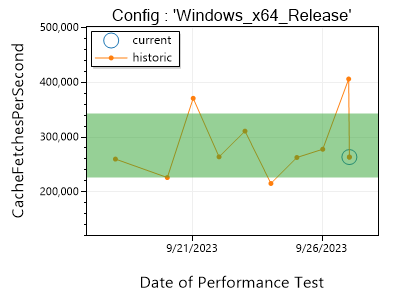 Config : 'Windows_x64_Release'
500,000
current
historic
400,000
300,000
200,000
CacheFetchesPerSecond
9/21/2023
9/26/2023
Date of Performance Test